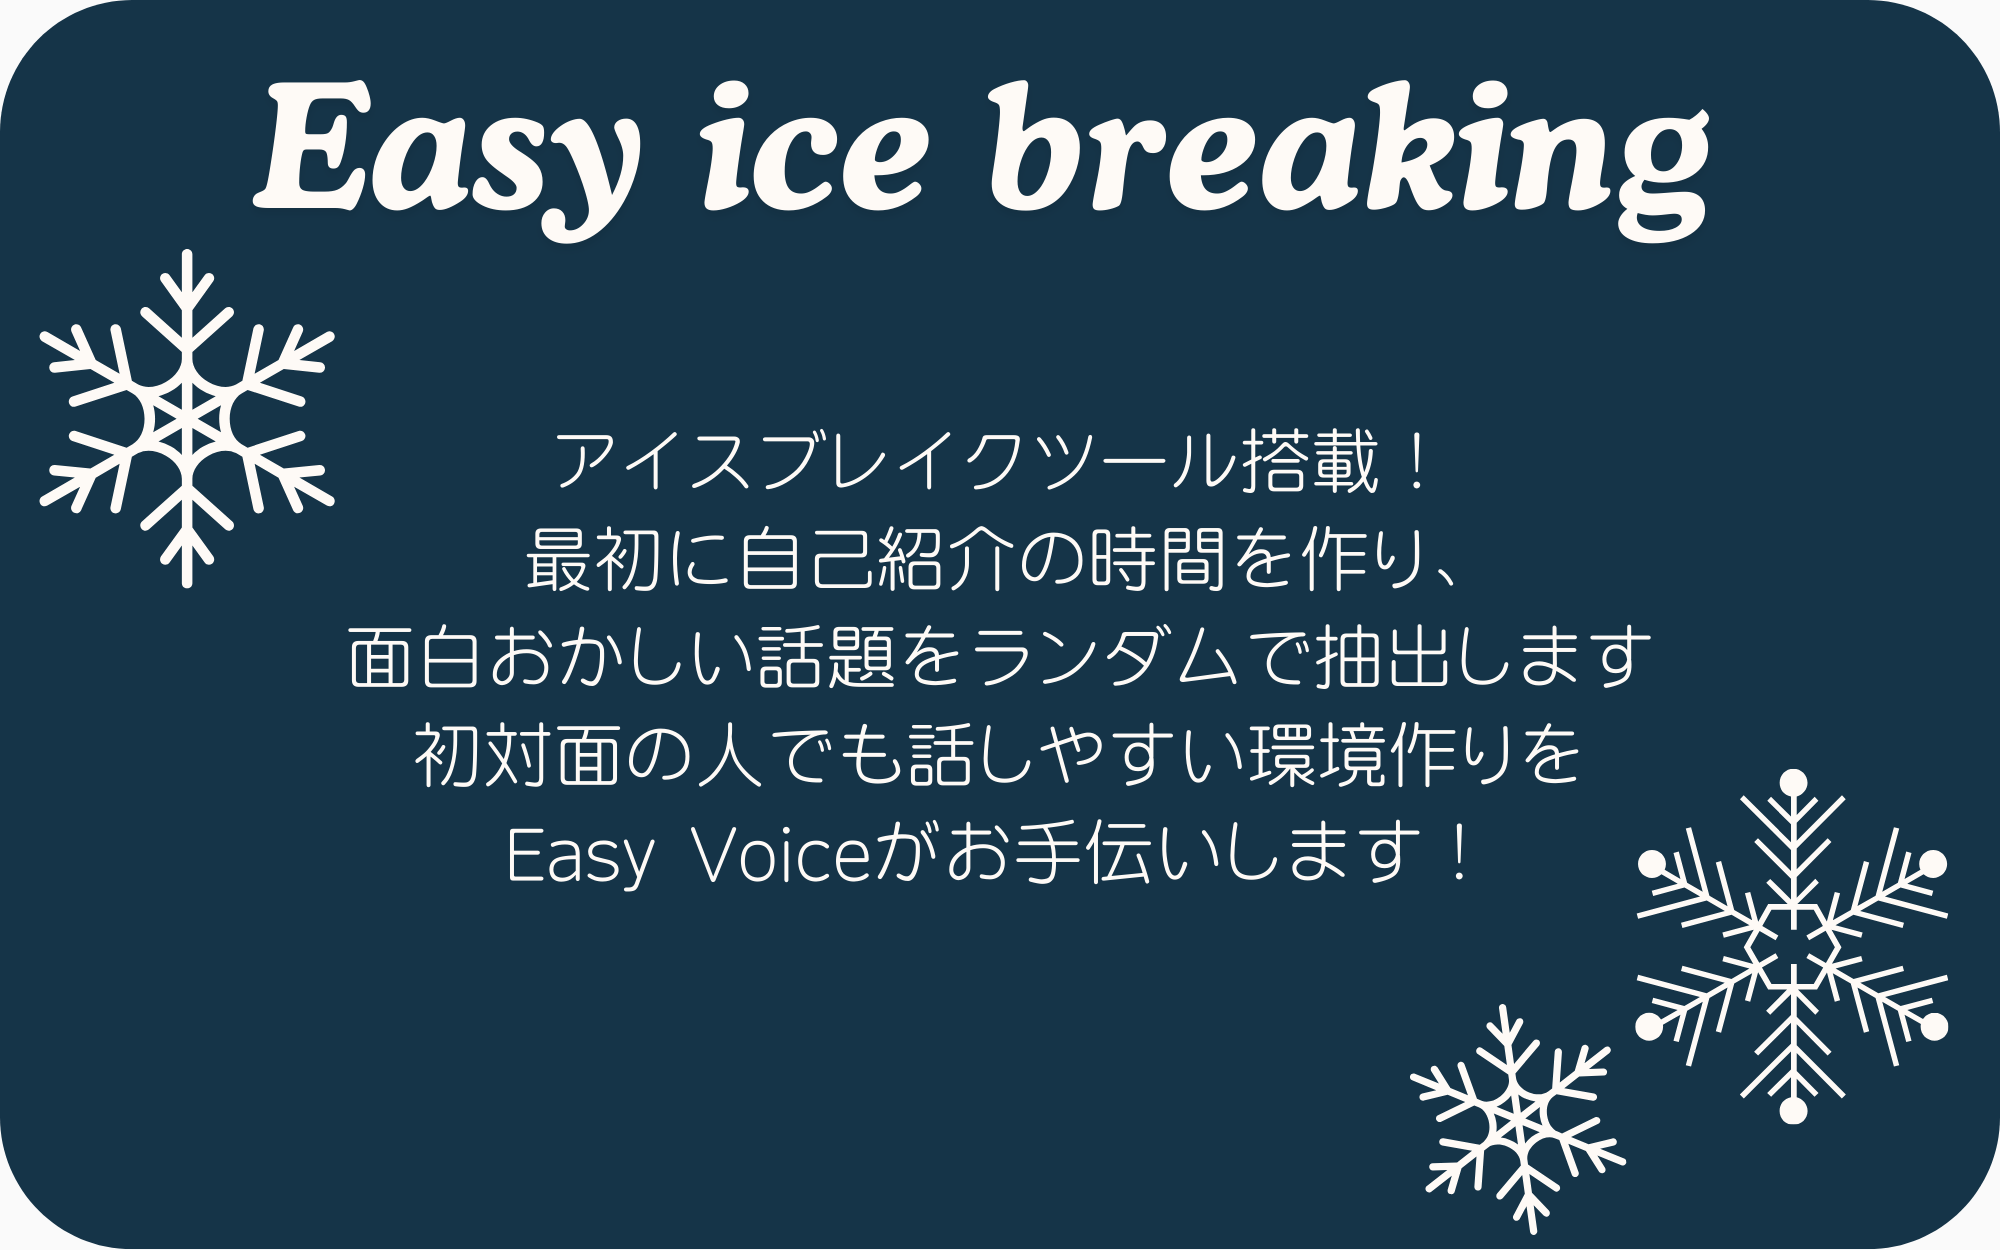 Easy ice breaking
アイスブレイクツール搭載！
最初に自己紹介の時間を作り、
面白おかしい話題をランダムで抽出します
初対面の人でも話しやすい環境作りを
Easy Voiceがお手伝いします！